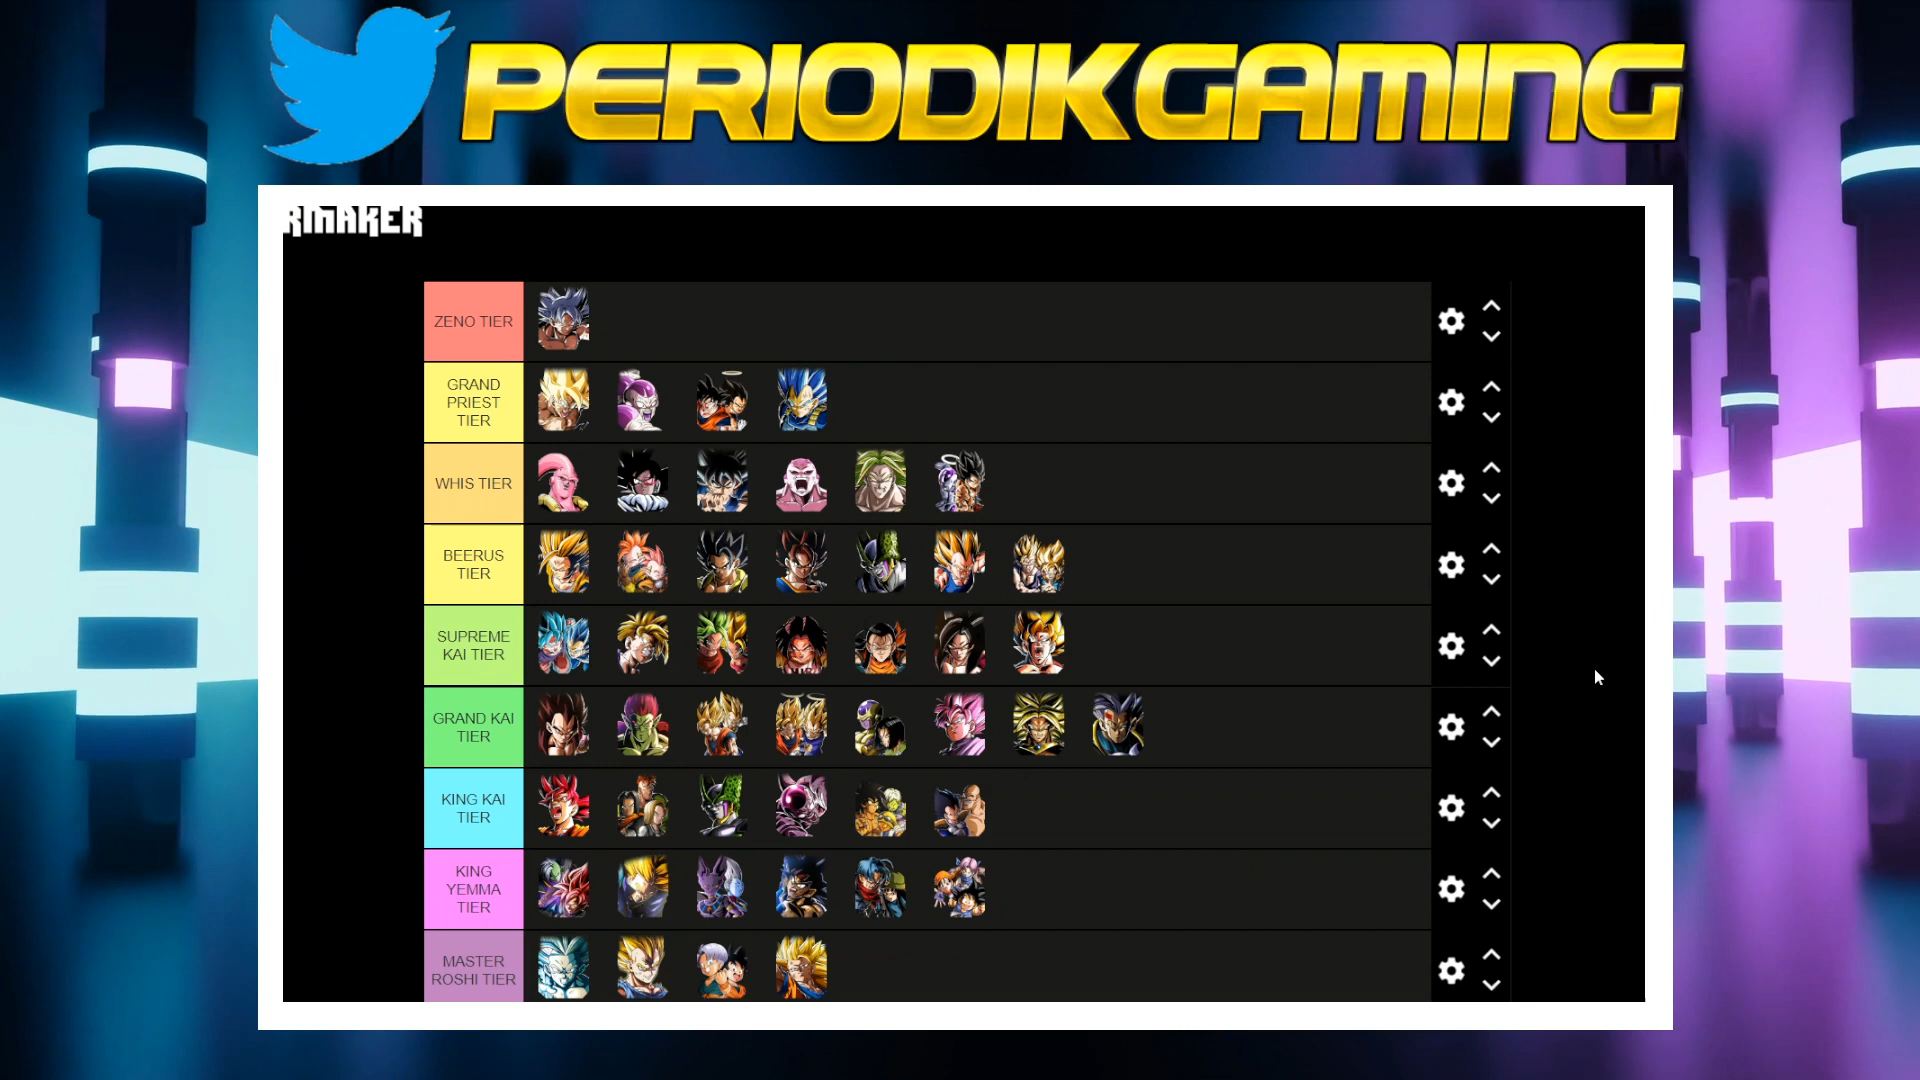 PERIODIKGAMING
RMAKER
ZENO TIER
GRAND
PRIEST
TIER
WHIS TIER
BEERUS
TIER
SUPREME
KAI TIER
GRAND KAI
TIER
KING KAI
TIER
KING
YEMMA
TIER
MASTER
ROSHI TIER